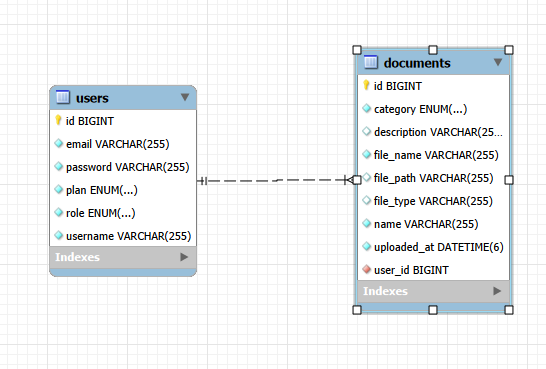 users
id BIGINT
email VARCHAR(255)
password VARCHAR(255)
plan ENUM(...)
role ENUM(...)
username VARCHAR(255)
Indexes
documents
id BIGINT
category ENUM(...)
description VARCHAR(25...
file_name VARCHAR(255)
file_path VARCHAR(255)
file_type VARCHAR(255)
name VARCHAR(255)
uploaded_at DATETIME(6)
user_id BIGINT
Indexes